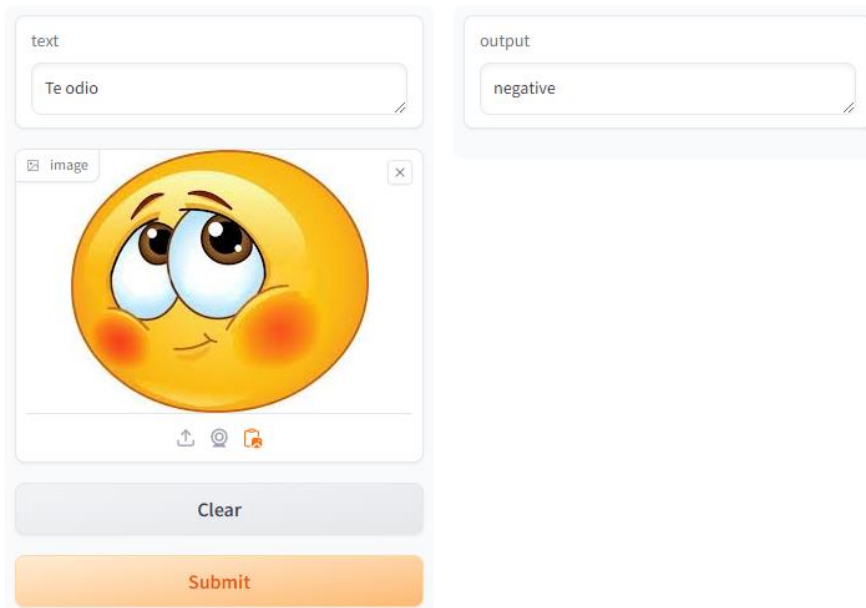 text
Te odio
image
Clear
Submit
output
negative